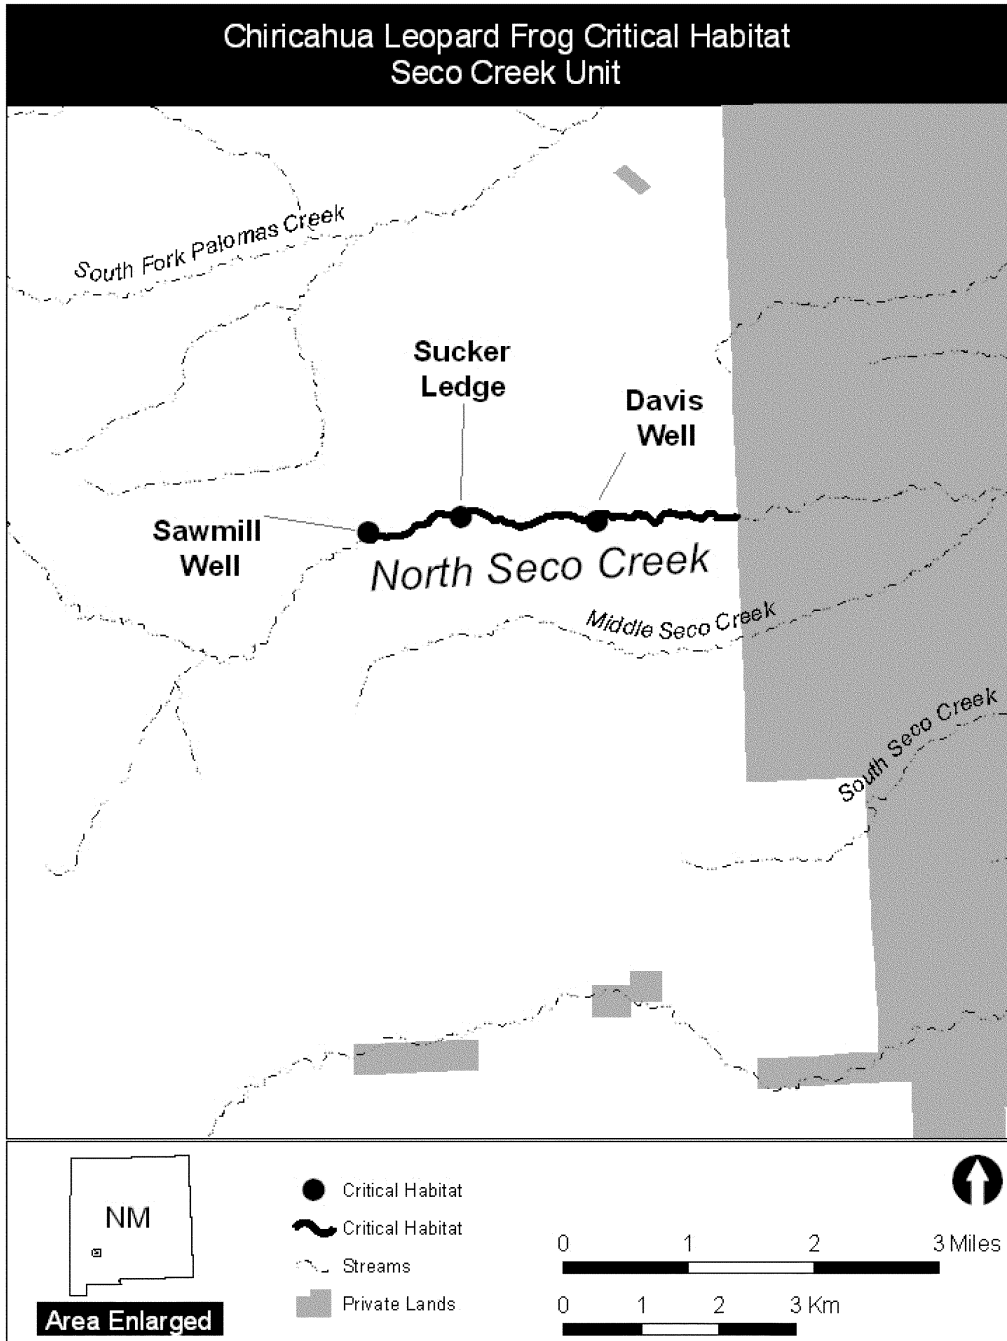 Chiricahua Leopard Frog Critical Habitat
Seco Creek Unit
South Fork Palomas Creek
Sucker
Ledge
Davis
Well
Sawmill
Well
North Seco Creek
Middle Seco Creek
South Seco Creek
NM
Area Enlarged
Critical Habitat
Critical Habitat
Streams
Private Lands
0 1 2 3 Miles
0 1 2 3 Km